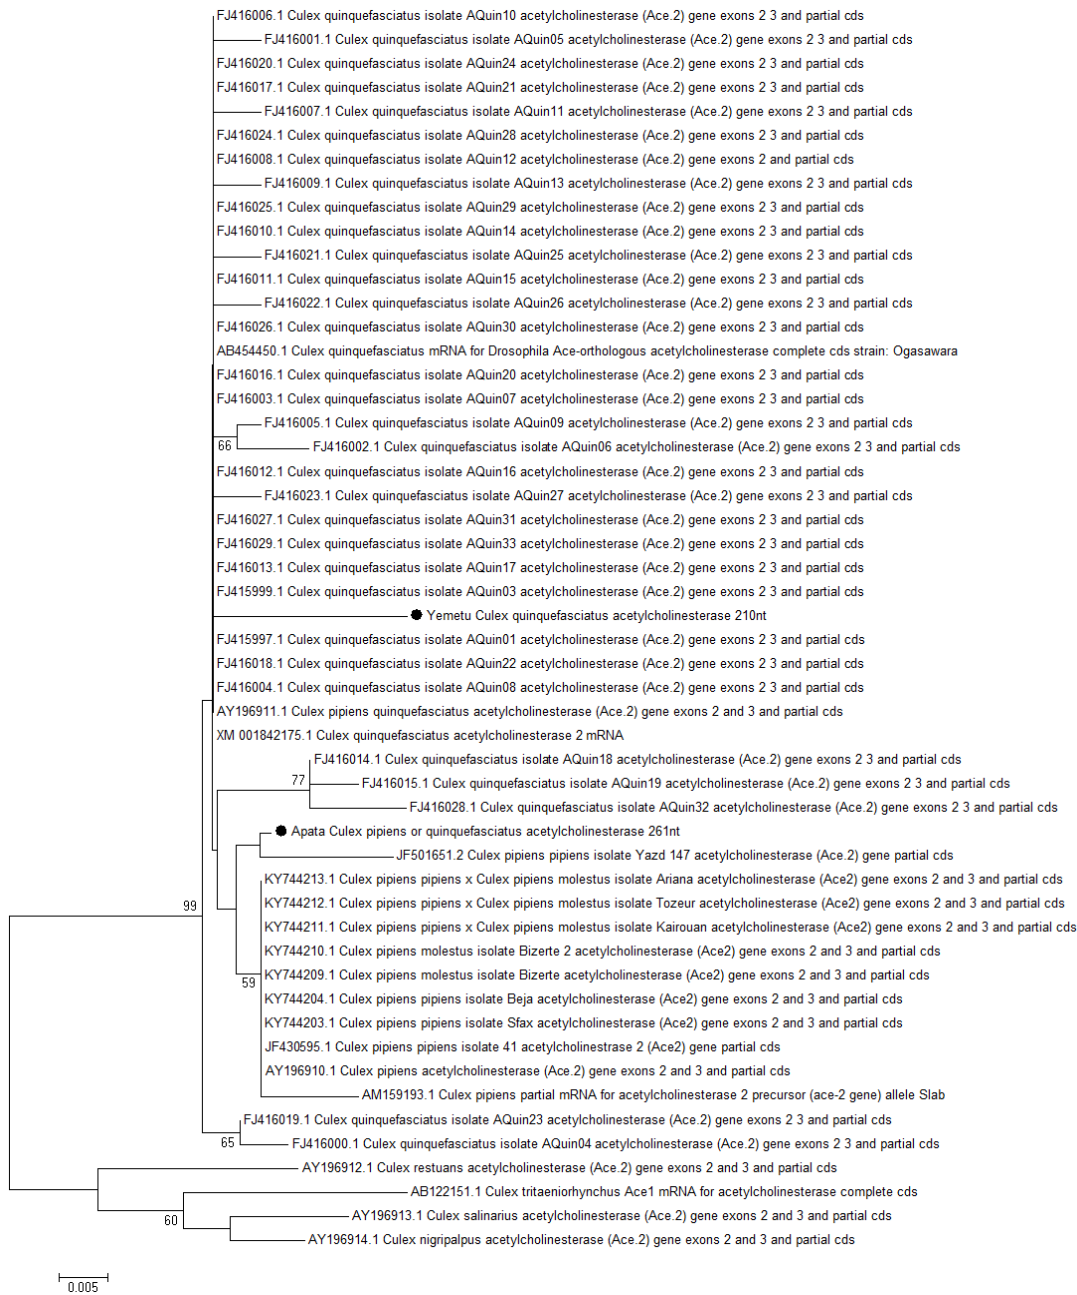 FJ416006.1 Culex quinquefasciatus isolate AQuin10 acetylcholinesterase (Ace.2) gene exons 2 3 and partial cds
FJ416001.1 Culex quinquefasciatus isolate AQuin05 acetylcholinesterase (Ace.2) gene exons 2 3 and partial cds
FJ416020.1 Culex quinquefasciatus isolate AQuin24 acetylcholinesterase (Ace.2) gene exons 2 3 and partial cds
FJ416017.1 Culex quinquefasciatus isolate AQuin21 acetylcholinesterase (Ace.2) gene exons 2 3 and partial cds
FJ416007.1 Culex quinquefasciatus isolate AQuin11 acetylcholinesterase (Ace.2) gene exons 2 3 and partial cds
FJ416024.1 Culex quinquefasciatus isolate AQuin28 acetylcholinesterase (Ace.2) gene exons 2 3 and partial cds
FJ416008.1 Culex quinquefasciatus isolate AQuin12 acetylcholinesterase (Ace.2) gene exons 2 and partial cds
FJ416009.1 Culex quinquefasciatus isolate AQuin13 acetylcholinesterase (Ace.2) gene exons 2 3 and partial cds
FJ416025.1 Culex quinquefasciatus isolate AQuin29 acetylcholinesterase (Ace.2) gene exons 2 3 and partial cds
FJ416010.1 Culex quinquefasciatus isolate AQuin14 acetylcholinesterase (Ace.2) gene exons 2 3 and partial cds
FJ416021.1 Culex quinquefasciatus isolate AQuin25 acetylcholinesterase (Ace.2) gene exons 2 3 and partial cds
FJ416011.1 Culex quinquefasciatus isolate AQuin15 acetylcholinesterase (Ace.2) gene exons 2 3 and partial cds
FJ416022.1 Culex quinquefasciatus isolate AQuin26 acetylcholinesterase (Ace.2) gene exons 2 3 and partial cds
FJ416026.1 Culex quinquefasciatus isolate AQuin30 acetylcholinesterase (Ace.2) gene exons 2 3 and partial cds
AB454450.1 Culex quinquefasciatus mRNA for Drosophila Ace-orthologous acetylcholinesterase complete cds strain: Ogasawara
FJ416016.1 Culex quinquefasciatus isolate AQuin20 acetylcholinesterase (Ace.2) gene exons 2 3 and partial cds
FJ416003.1 Culex quinquefasciatus isolate AQuin07 acetylcholinesterase (Ace.2) gene exons 2 3 and partial cds
FJ416005.1 Culex quinquefasciatus isolate AQuin09 acetylcholinesterase (Ace.2) gene exons 2 3 and partial cds
66
FJ416002.1 Culex quinquefasciatus isolate AQuin06 acetylcholinesterase (Ace.2) gene exons 2 3 and partial cds
FJ416012.1 Culex quinquefasciatus isolate AQuin16 acetylcholinesterase (Ace.2) gene exons 2 3 and partial cds
FJ416023.1 Culex quinquefasciatus isolate AQuin27 acetylcholinesterase (Ace.2) gene exons 2 3 and partial cds
FJ416027.1 Culex quinquefasciatus isolate AQuin31 acetylcholinesterase (Ace.2) gene exons 2 3 and partial cds
FJ416029.1 Culex quinquefasciatus isolate AQuin33 acetylcholinesterase (Ace.2) gene exons 2 3 and partial cds
FJ416013.1 Culex quinquefasciatus isolate AQuin17 acetylcholinesterase (Ace.2) gene exons 2 3 and partial cds
FJ415999.1 Culex quinquefasciatus isolate AQuin03 acetylcholinesterase (Ace.2) gene exons 2 3 and partial cds
Yemetu Culex quinquefasciatus acetylcholinesterase 210nt
FJ415997.1 Culex quinquefasciatus isolate AQuin01 acetylcholinesterase (Ace.2) gene exons 2 3 and partial cds
FJ416018.1 Culex quinquefasciatus isolate AQuin22 acetylcholinesterase (Ace.2) gene exons 2 3 and partial cds
FJ416004.1 Culex quinquefasciatus isolate AQuin08 acetylcholinesterase (Ace.2) gene exons 2 3 and partial cds
AY196911.1 Culex pipiens quinquefasciatus acetylcholinesterase (Ace.2) gene exons 2 and 3 and partial cds
XM 001842175.1 Culex quinquefasciatus acetylcholinesterase 2 mRNA
FJ416014.1 Culex quinquefasciatus isolate AQuin18 acetylcholinesterase (Ace.2) gene exons 2 3 and partial cds
77
FJ416015.1 Culex quinquefasciatus isolate AQuin19 acetylcholinesterase (Ace.2) gene exons 2 3 and partial cds
FJ416028.1 Culex quinquefasciatus isolate AQuin32 acetylcholinesterase (Ace.2) gene exons 2 3 and partial cds
Apata Culex pipiens or quinquefasciatus acetylcholinesterase 261nt
JF501651.2 Culex pipiens pipiens isolate Yazd 147 acetylcholinesterase (Ace.2) gene partial cds
KY744213.1 Culex pipiens pipiens x Culex pipiens molestus isolate Ariana acetylcholinesterase (Ace2) gene exons 2 and 3 and partial cds
99
KY744212.1 Culex pipiens pipiens x Culex pipiens molestus isolate Tozeur acetylcholinesterase (Ace2) gene exons 2 and 3 and partial cds
KY744211.1 Culex pipiens pipiens x Culex pipiens molestus isolate Kairouan acetylcholinesterase (Ace2) gene exons 2 and 3 and partial cds
KY744210.1 Culex pipiens molestus isolate Bizerte 2 acetylcholinesterase (Ace2) gene exons 2 and 3 and partial cds
KY744209.1 Culex pipiens molestus isolate Bizerte acetylcholinesterase (Ace2) gene exons 2 and 3 and partial cds
59
KY744204.1 Culex pipiens pipiens isolate Beja acetylcholinesterase (Ace2) gene exons 2 and 3 and partial cds
KY744203.1 Culex pipiens pipiens isolate Sfax acetylcholinesterase (Ace2) gene exons 2 and 3 and partial cds
JF430595.1 Culex pipiens pipiens isolate 41 acetylcholinestrase 2 (Ace2) gene partial cds
AY196910.1 Culex pipiens acetylcholinesterase (Ace.2) gene exons 2 and 3 and partial cds
AM159193.1 Culex pipiens partial mRNA for acetylcholinesterase 2 precursor (ace-2 gene) allele Slab
FJ416019.1 Culex quinquefasciatus isolate AQuin23 acetylcholinesterase (Ace.2) gene exons 2 3 and partial cds
65
FJ416000.1 Culex quinquefasciatus isolate AQuin04 acetylcholinesterase (Ace.2) gene exons 2 3 and partial cds
AY196912.1 Culex restuans acetylcholinesterase (Ace.2) gene exons 2 and 3 and partial cds
AB122151.1 Culex tritaeniorhynchus Ace1 mRNA for acetylcholinesterase complete cds
60
AY196913.1 Culex salinarius acetylcholinesterase (Ace.2) gene exons 2 and 3 and partial cds
AY196914.1 Culex nigripalpus acetylcholinesterase (Ace.2) gene exons 2 and 3 and partial cds
0.005